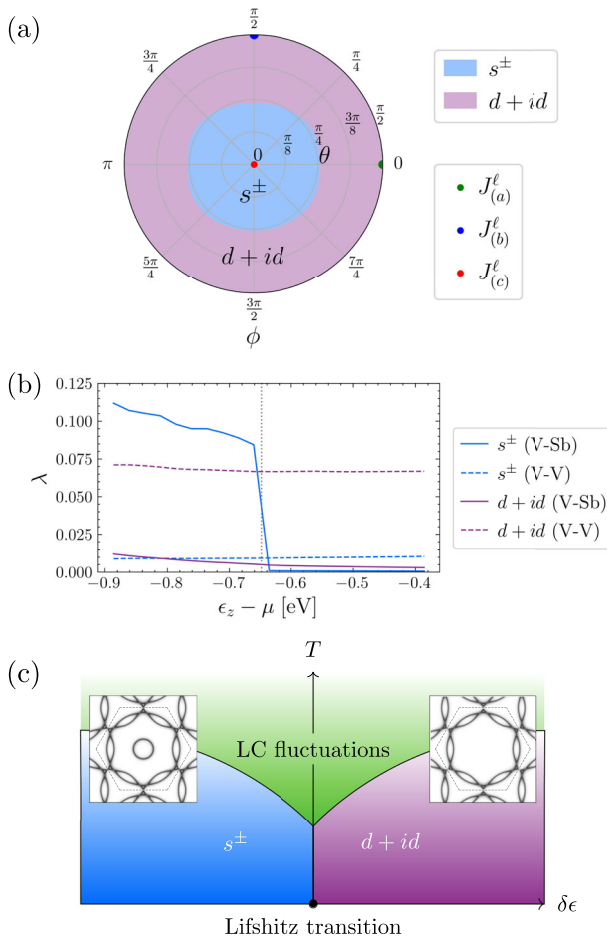 (a)
π/2
3π/4
π/4
s±
d + id
π/2
3π/8
π/4
π/8
θ
0
π
0
s±
d + id
J^ℓ_(a)
J^ℓ_(b)
J^ℓ_(c)
5π/4
7π/4
3π/2
ϕ
(b)
0.125
0.100
0.075
0.050
0.025
0.000
λ
−0.9
−0.8
−0.7
−0.6
−0.5
−0.4
ϵ_z − μ [eV]
s± (V-Sb)
s± (V-V)
d + id (V-Sb)
d + id (V-V)
(c)
T
LC fluctuations
s±
d + id
δϵ
Lifshitz transition